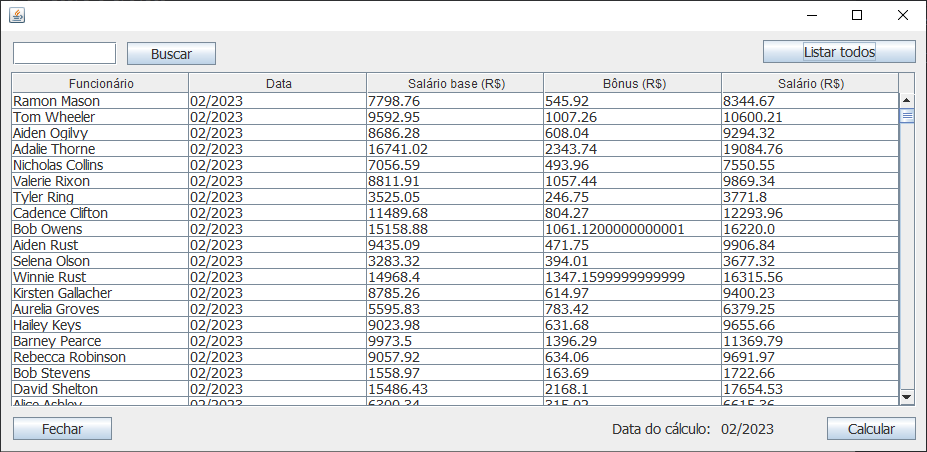 Buscar Listar todos
Funcionário Data Salário base (R$) Bônus (R$) Salário (R$)
Ramon Mason 02/2023 7798.76 545.92 8344.67
Tom Wheeler 02/2023 9592.95 1007.26 10600.21
Aiden Ogilvy 02/2023 8686.28 608.04 9294.32
Adalie Thorne 02/2023 16741.02 2343.74 19084.76
Nicholas Collins 02/2023 7056.59 493.96 7550.55
Valerie Rixon 02/2023 8811.91 1057.44 9869.34
Tyler Ring 02/2023 3525.05 246.75 3771.8
Cadence Clifton 02/2023 11489.68 804.27 12293.96
Bob Owens 02/2023 15158.88 1061.1200000000001 16220.0
Aiden Rust 02/2023 9435.09 471.75 9906.84
Selena Olson 02/2023 3283.32 394.01 3677.32
Winnie Rust 02/2023 14968.4 1347.1599999999999 16315.56
Kirsten Gallacher 02/2023 8785.26 614.97 9400.23
Aurelia Groves 02/2023 5595.83 783.42 6379.25
Hailey Keys 02/2023 9023.98 631.68 9655.66
Barney Pearce 02/2023 9973.5 1396.29 11369.79
Rebecca Robinson 02/2023 9057.92 634.06 9691.97
Bob Stevens 02/2023 1558.97 163.69 1722.66
David Shelton 02/2023 15486.43 2168.1 17654.53
Alice Ashley 02/2023 6300.34 315.02 6615.36
Fechar Data do cálculo: 02/2023 Calcular